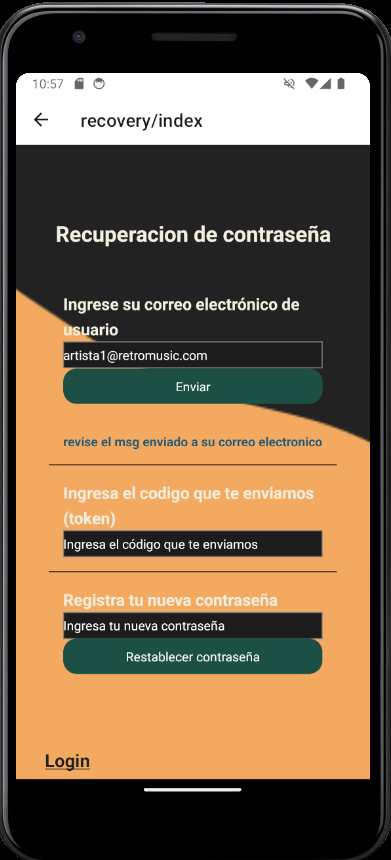 10:57
recovery/index
Recuperacion de contraseña
Ingrese su correo electrónico de
usuario
artista1@retromusic.com
Enviar
revise el msg enviado a su correo electronico
Ingresa el codigo que te enviamos
(token)
Ingresa el código que te enviamos
Registra tu nueva contraseña
Ingresa tu nueva contraseña
Restablecer contraseña
Login